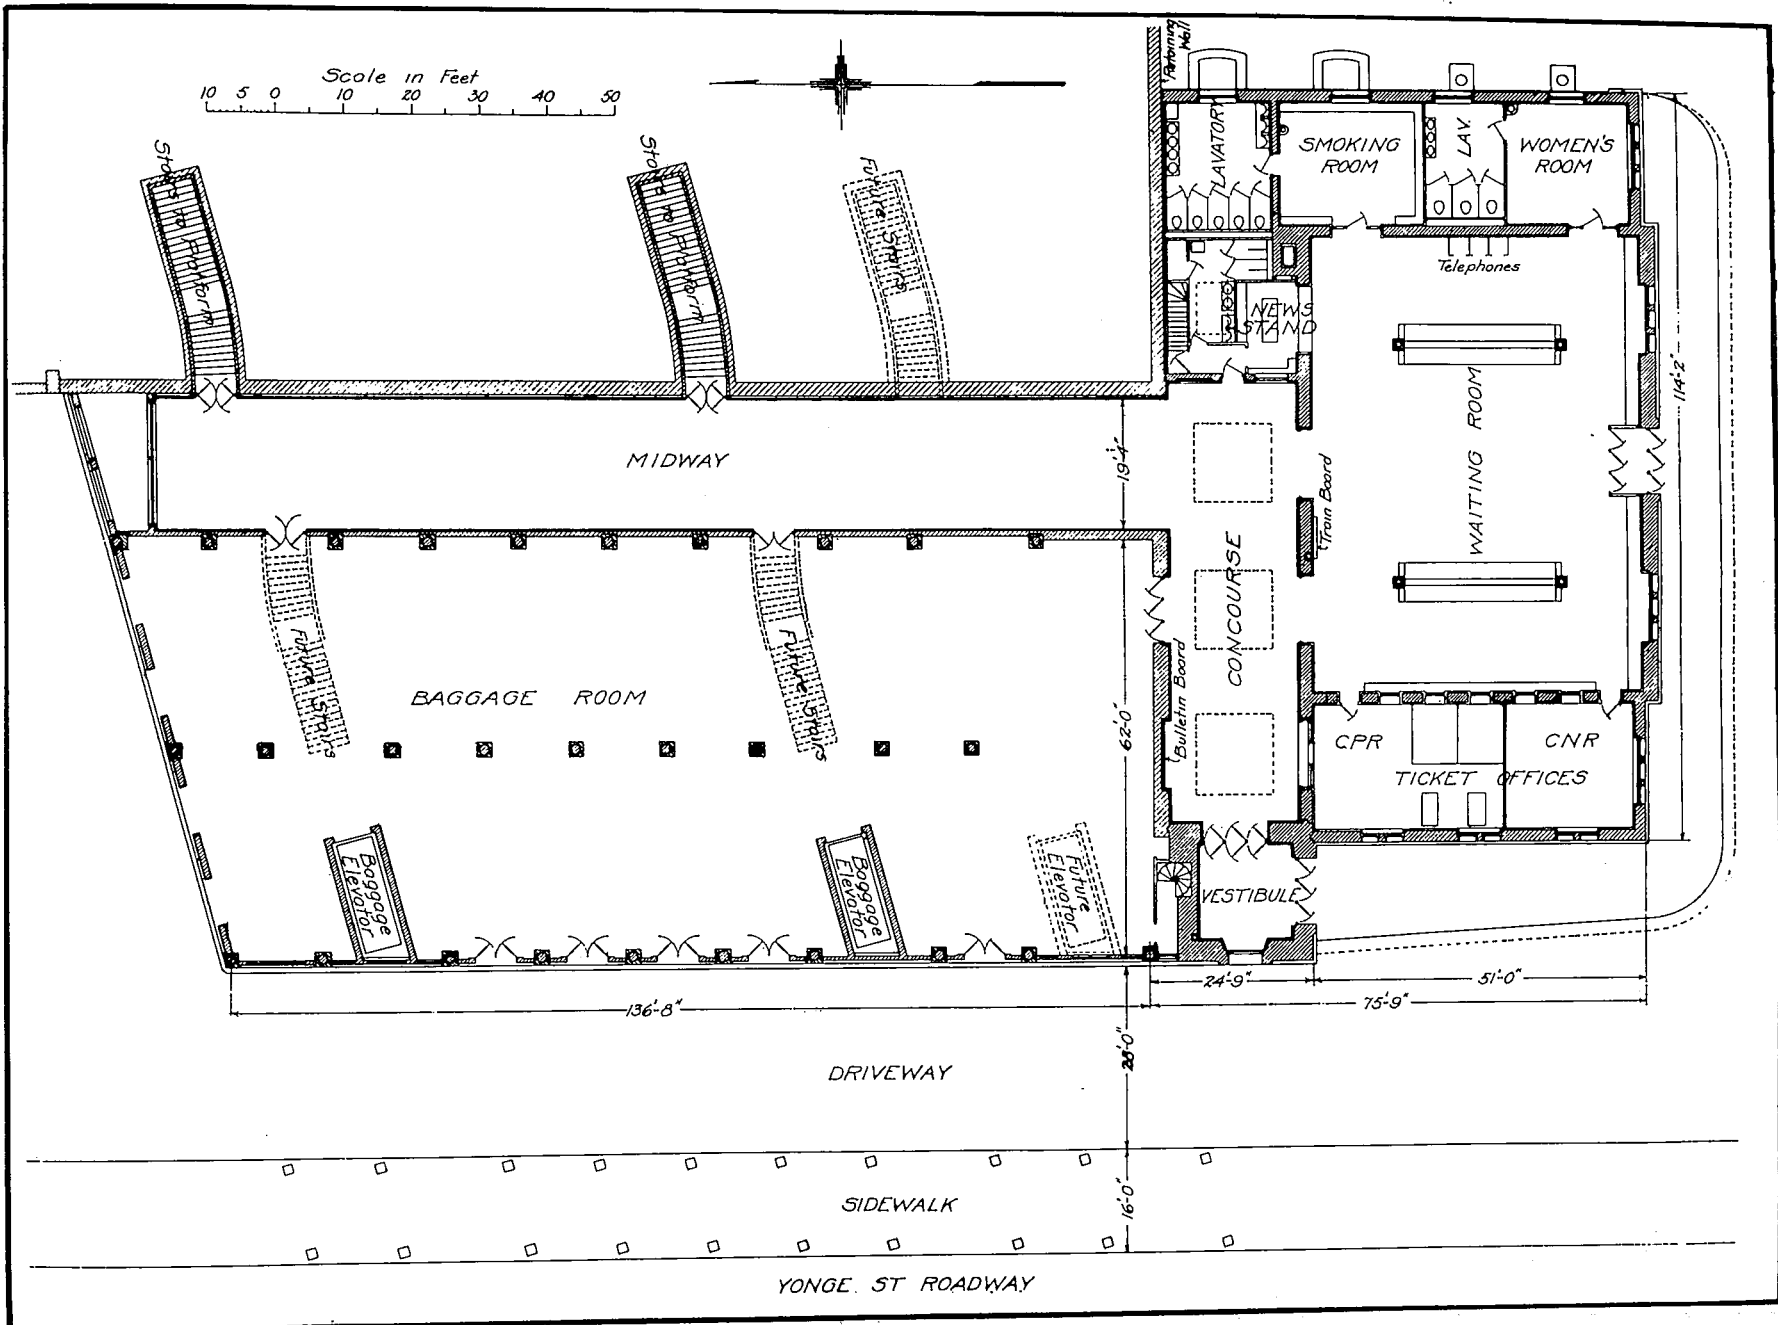 Scale in Feet
10 5 0 10 20 30 40 50
Retaining
Wall
LAVATORY
SMOKING
ROOM
LAV.
WOMEN'S
ROOM
Stairs to Platform
Stairs to Platform
Future Stairs
Telephones
NEWS
STAND
MIDWAY
19'-4"
CONCOURSE
Train Board
WAITING ROOM
114'-2"
Future Stairs
Future Stairs
BAGGAGE ROOM
62'-0"
Bulletin Board
CPR
CNR
TICKET OFFICES
Baggage
Elevator
Baggage
Elevator
Future
Elevator
VESTIBULE
24'-9"
51'-0"
136'-8"
75'-9"
DRIVEWAY
28'-0"
SIDEWALK
16'-0"
YONGE. ST ROADWAY